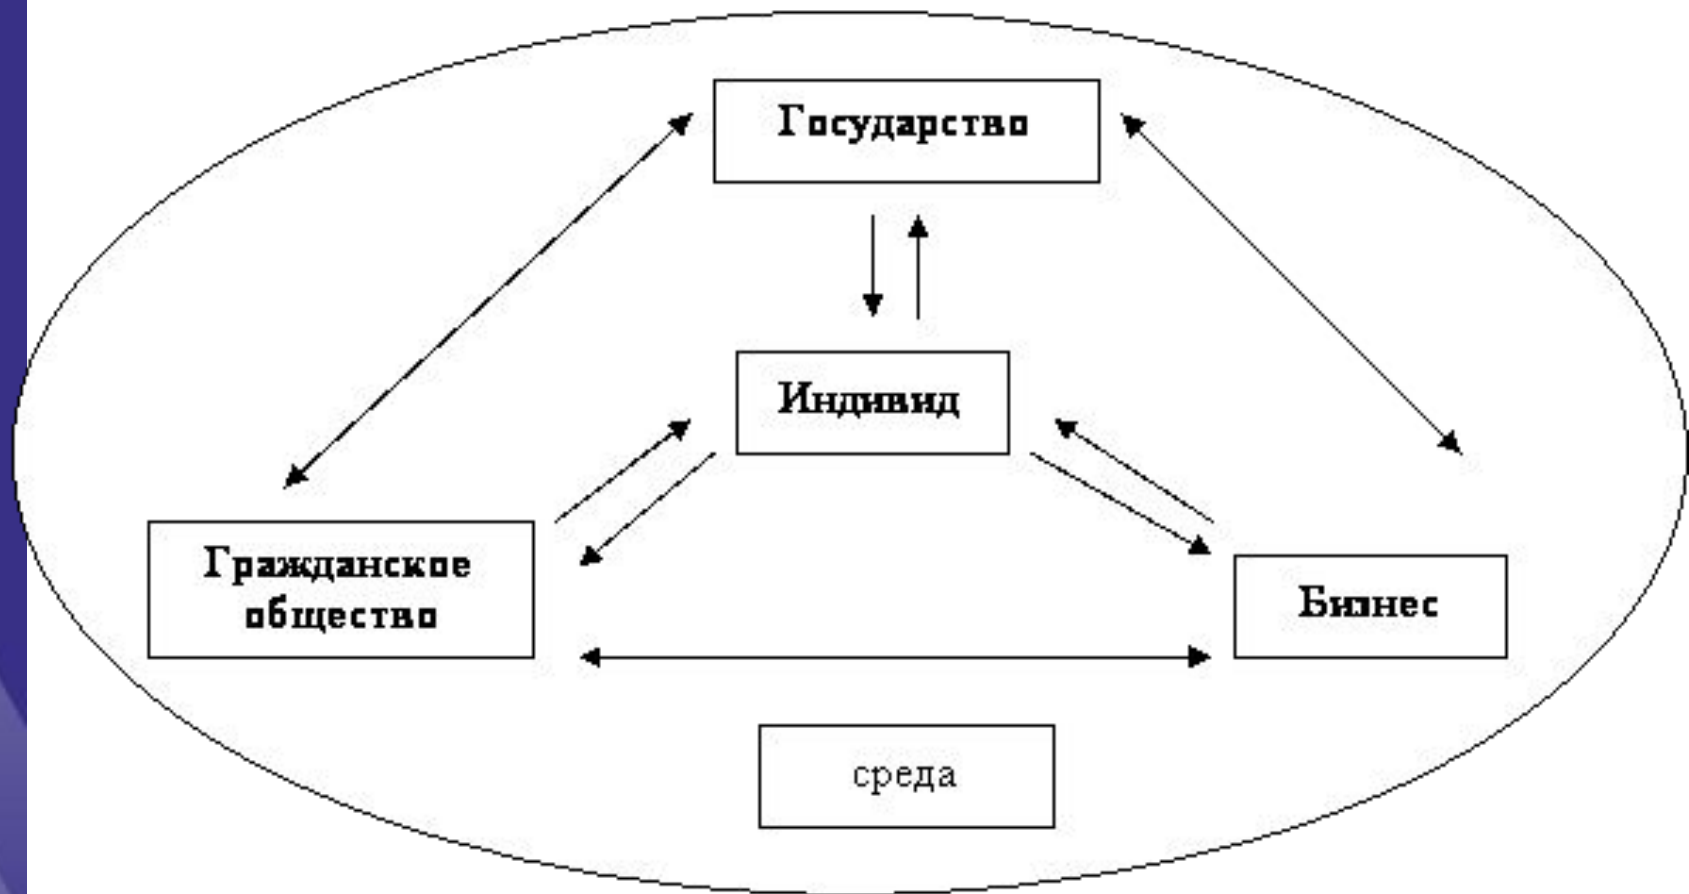 Государство
Индивид
Гражданское
общество
Бизнес
среда